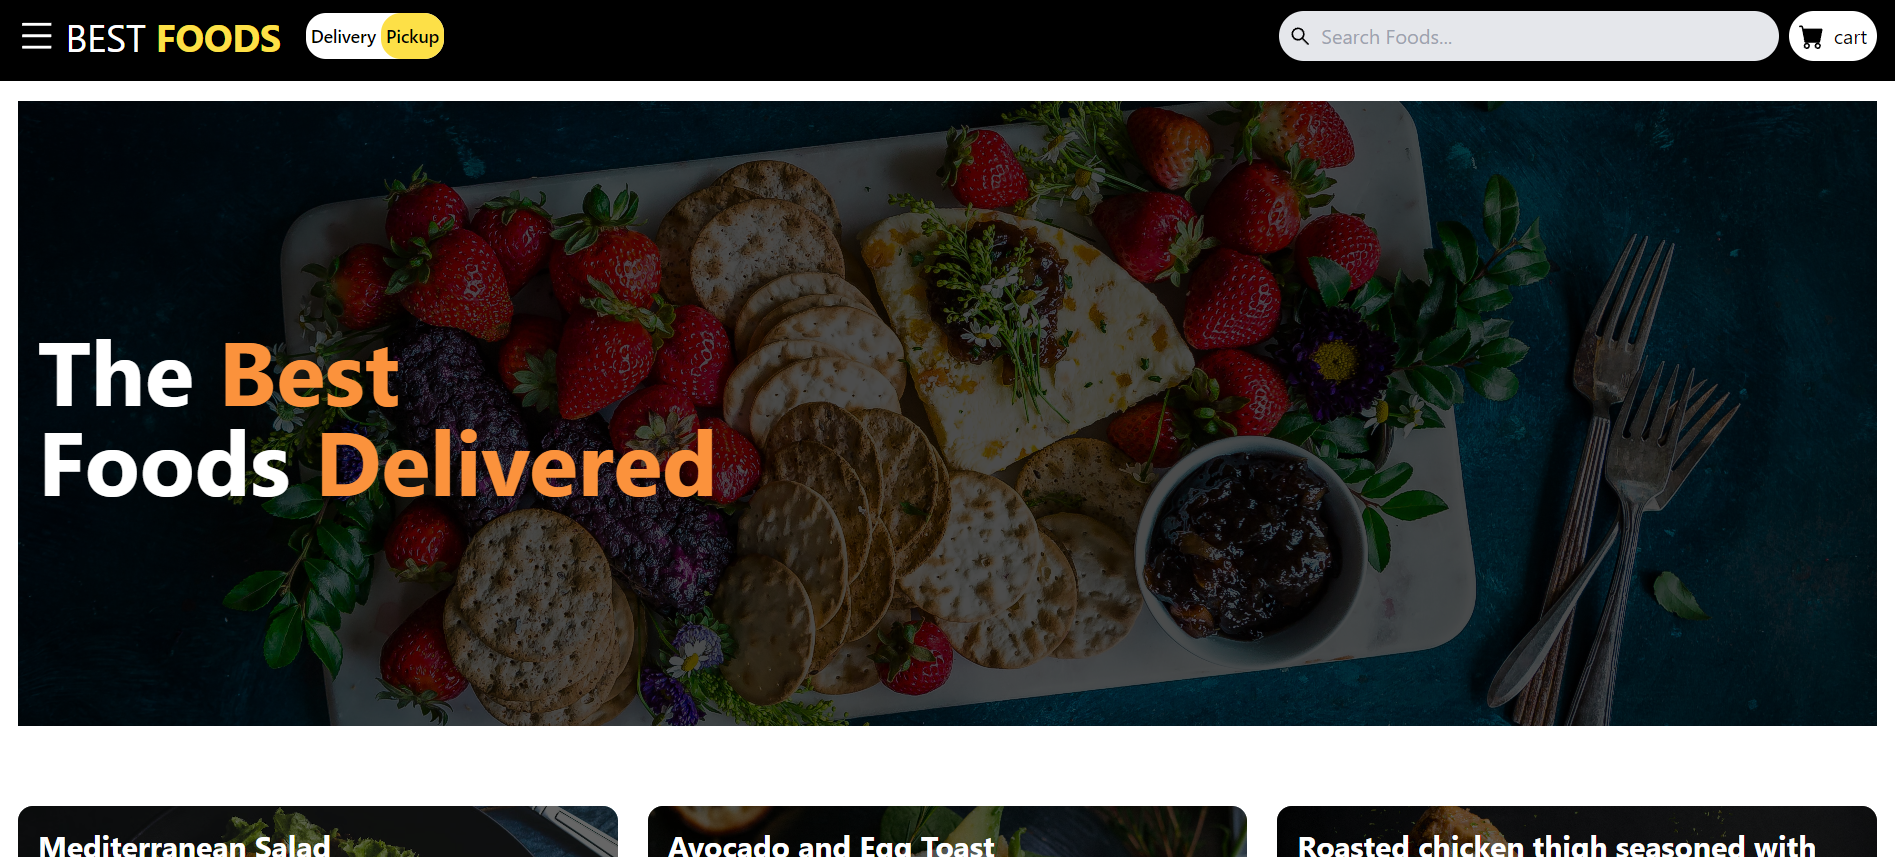 BEST FOODS
Delivery Pickup
Search Foods...
cart
The Best
Foods Delivered
Mediterranean Salad
Avocado and Egg Toast
Roasted chicken thigh seasoned with